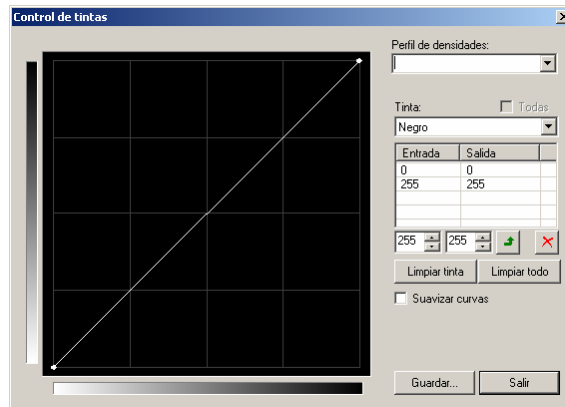 Control de tintas
Perfil de densidades:
Tinta:
Todas
Negro
Entrada Salida
0 0
255 255
255 255
Limpiar tinta Limpiar todo
Suavizar curvas
Guardar... Salir